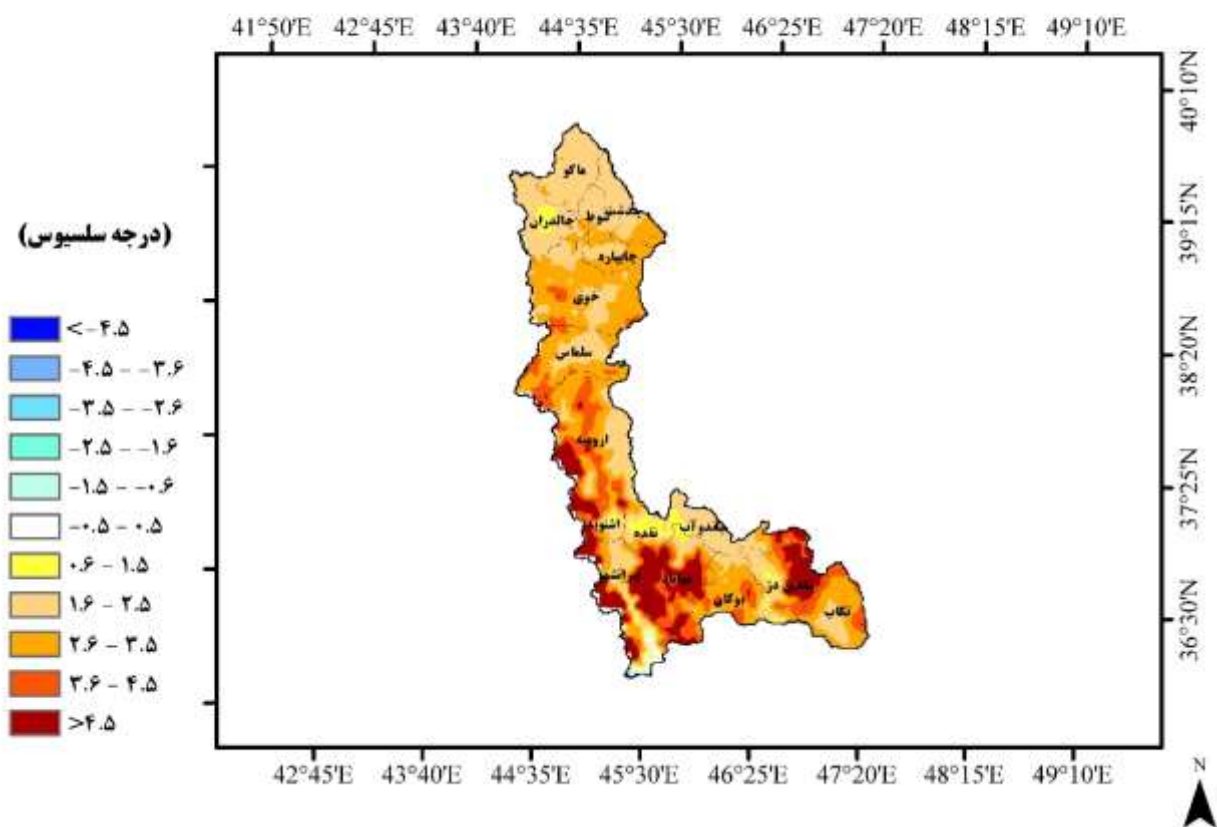 41°50'E 42°45'E 43°40'E 44°35'E 45°30'E 46°25'E 47°20'E 48°15'E 49°10'E
40°10'N
39°15'N
38°20'N
37°25'N
36°30'N
(درجه سلسیوس)
<-۴.۵
-۴.۵ – -۳.۶
-۳.۵ – -۲.۶
-۲.۵ – -۱.۶
-۱.۵ – -۰.۶
-۰.۵ – ۰.۵
۰.۶ – ۱.۵
۱.۶ – ۲.۵
۲.۶ – ۳.۵
۳.۶ – ۴.۵
>۴.۵
ماکو
شوط
چالدران
چایپاره
خوی
سلماس
ارومیه
اشنویه
نقده
مهاباد
بوکان
تکاب
42°45'E 43°40'E 44°35'E 45°30'E 46°25'E 47°20'E 48°15'E 49°10'E
N